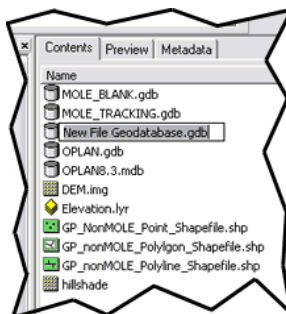 Contents Preview Metadata
Name
MOLE_BLANK.gdb
MOLE_TRACKING.gdb
New File Geodatabase.gdb
OPLAN.gdb
OPLAN8.3.mdb
DEM.img
Elevation.lyr
GP_nonMOLE_Point_Shapefile.shp
GP_nonMOLE_Polylgon_Shapefile.shp
GP_nonMOLE_Polyline_Shapefile.shp
hillshade